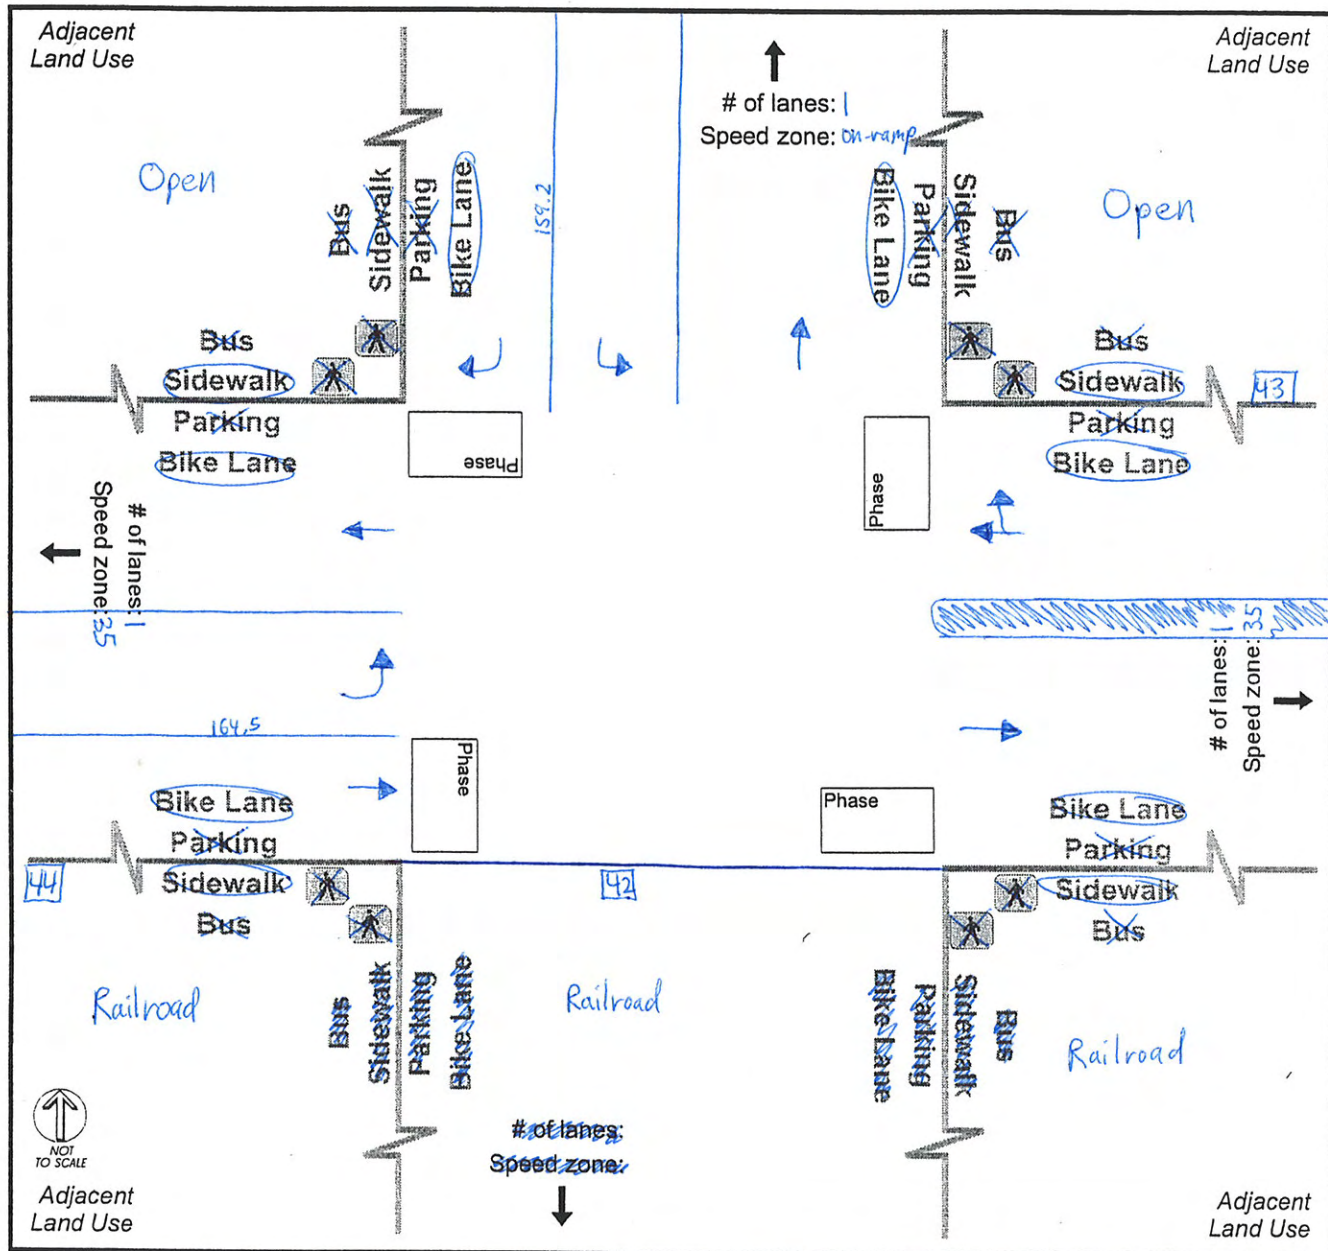 Adjacent
Land Use
Adjacent
Land Use
# of lanes: 1
Speed zone: on-ramp
Open
Bus
Sidewalk
Parking
Bike Lane
159.2
Bike Lane
Parking
Sidewalk
Bus
Open
Bus
Sidewalk
Parking
Bike Lane
Bus
Sidewalk
Parking
Bike Lane
43
Phase
Phase
# of lanes: 1
Speed zone: 35
# of lanes: 1
Speed zone: 35
164.5
Phase
Phase
Bike Lane
Parking
Sidewalk
Bus
Bike Lane
Parking
Sidewalk
Bus
44
42
Railroad
Bus
Sidewalk
Parking
Bike Lane
Railroad
Bike Lane
Parking
Sidewalk
Bus
Railroad
# of lanes:
Speed zone:
NOT
TO SCALE
Adjacent
Land Use
Adjacent
Land Use